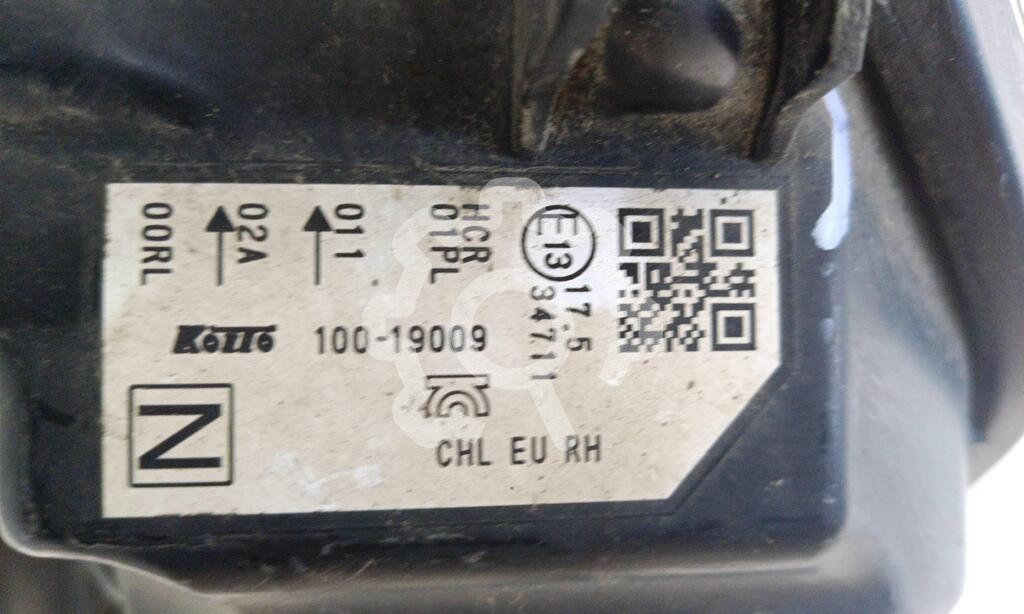 00RL
02A
011
HCR
01PL
E13
17.5
34711
Koito 100-19009
N
CHL EU RH